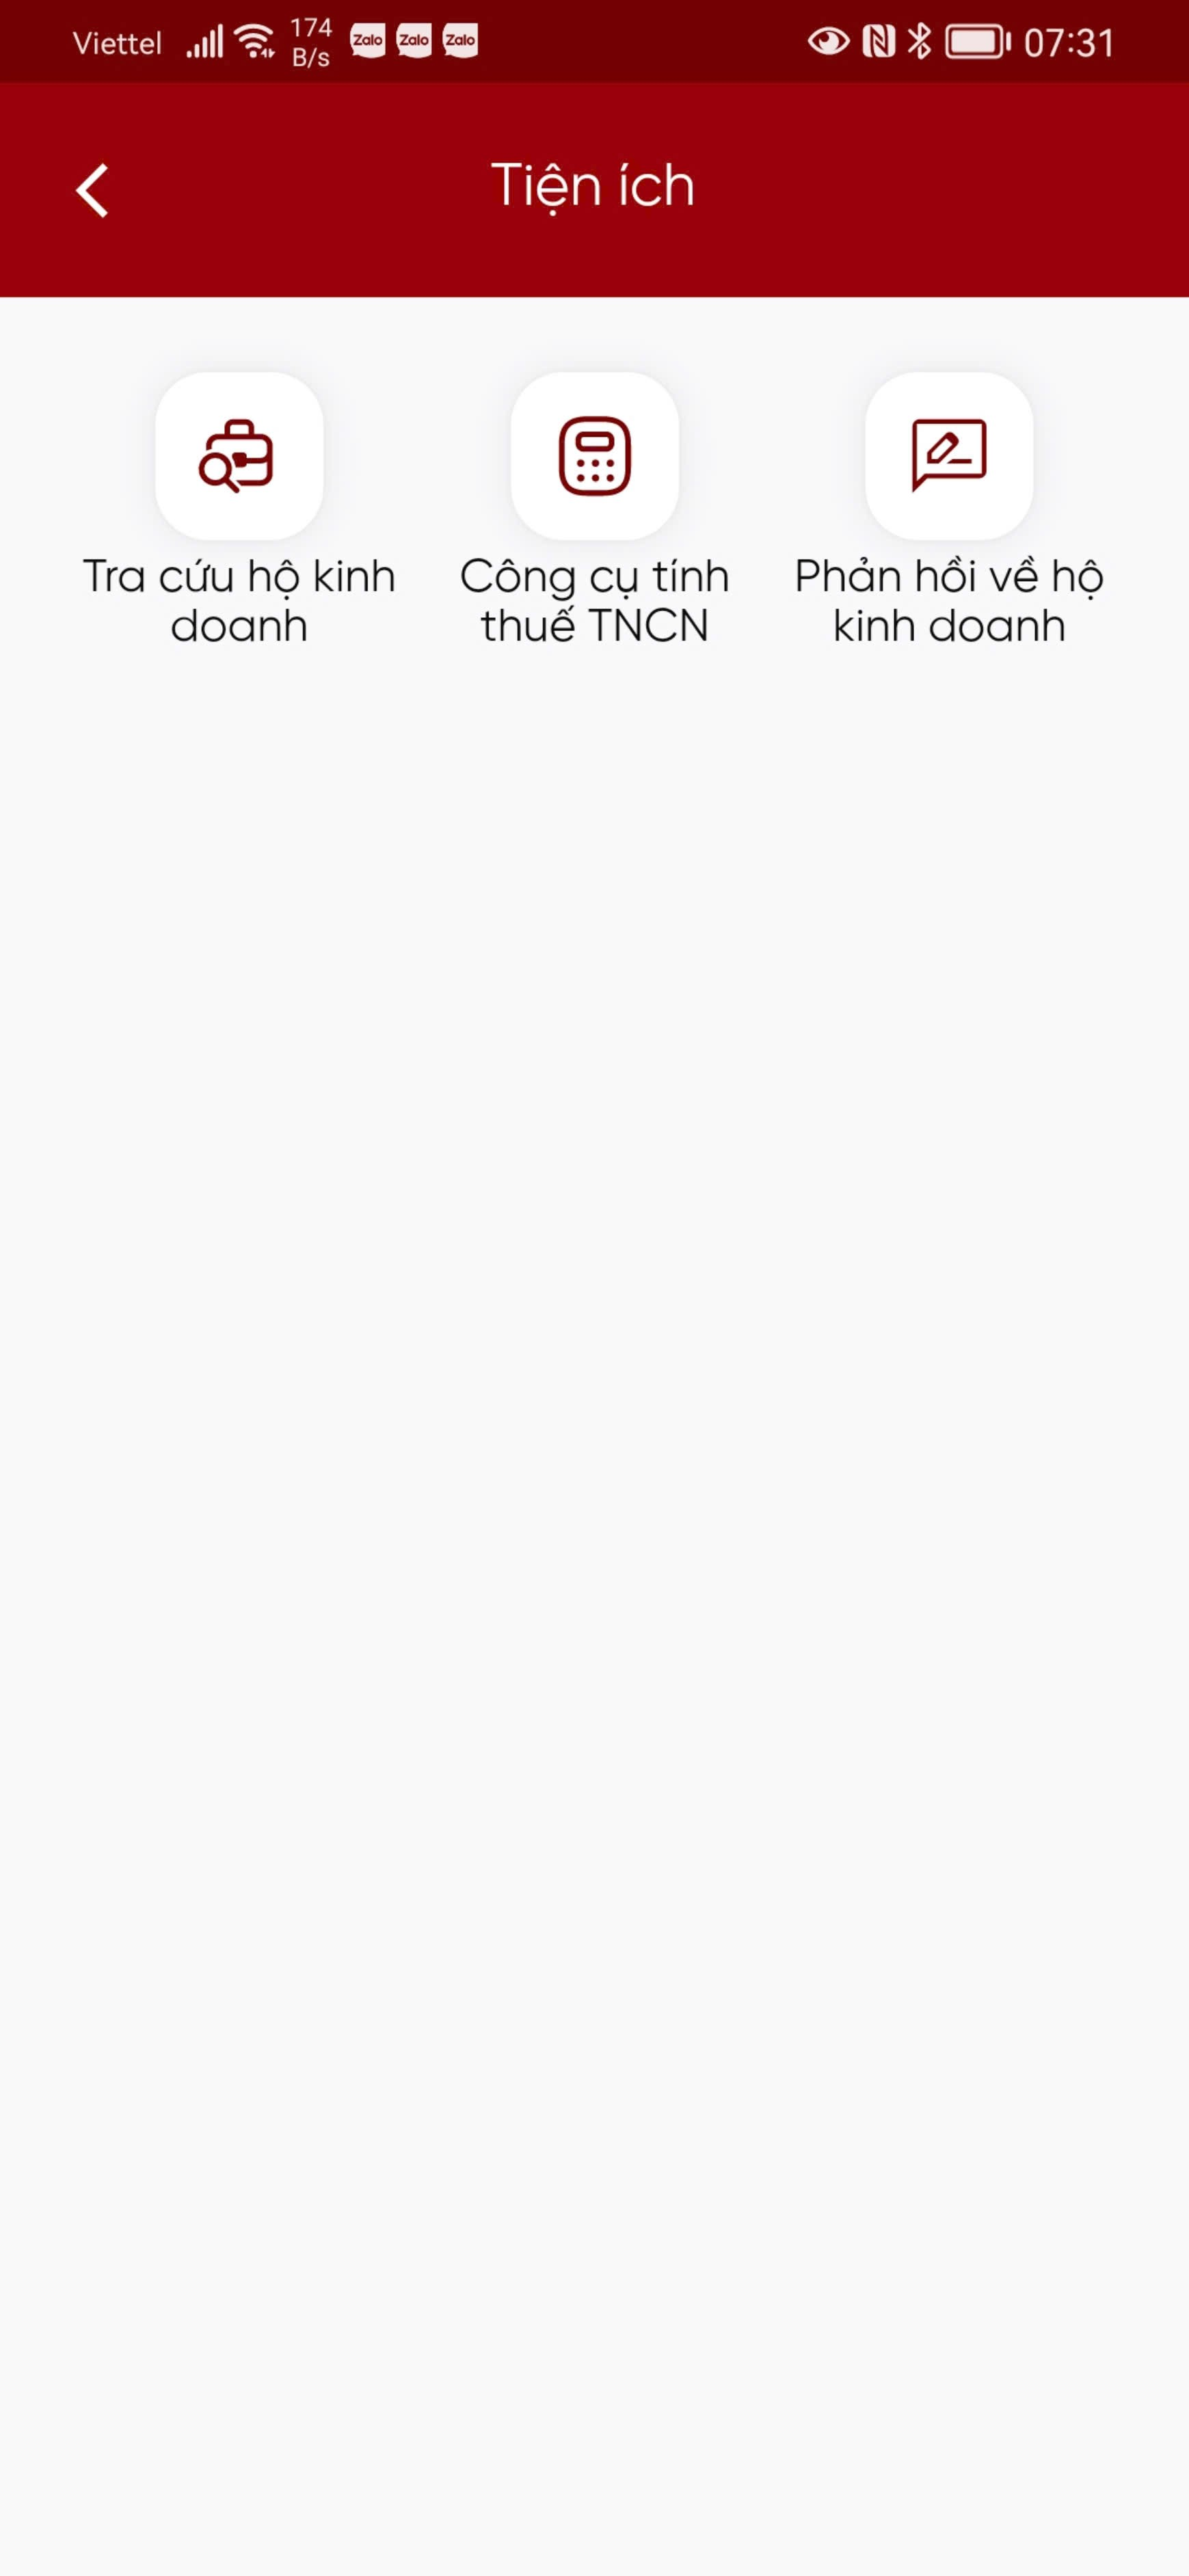 Viettel 174 B/s Zalo Zalo Zalo 07:31
Tiện ích
Tra cứu hộ kinh doanh
Công cụ tính thuế TNCN
Phản hồi về hộ kinh doanh